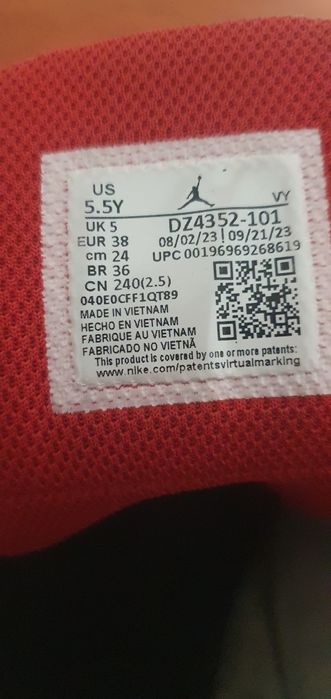 US
5.5Y
VY
UK 5
DZ4352-101
EUR 38
08/02/23 | 09/21/23
cm 24
UPC 00196969268619
BR 36
CN 240(2.5)
040E0CFF1QT89
MADE IN VIETNAM
HECHO EN VIETNAM
FABRIQUE AU VIETNAM
FABRICADO NO VIETNÃ
This product is covered by one or more patents:
www.nike.com/patentsvirtualmarking